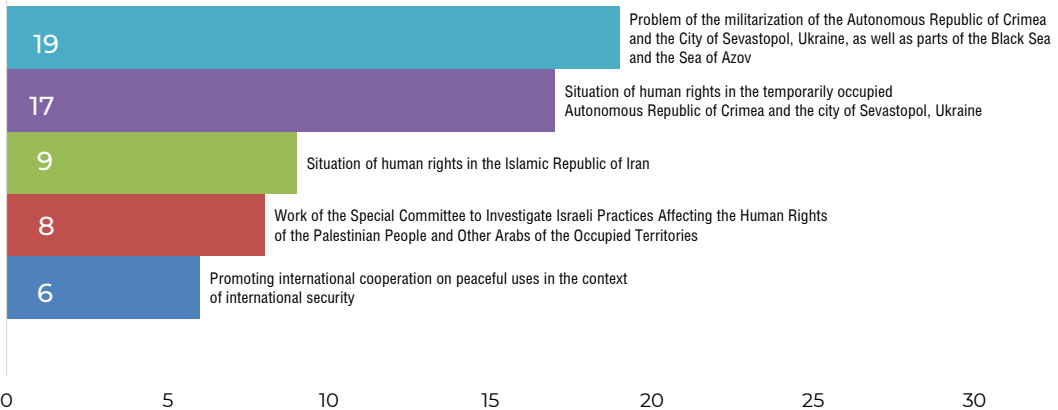 19
Problem of the militarization of the Autonomous Republic of Crimea
and the City of Sevastopol, Ukraine, as well as parts of the Black Sea
and the Sea of Azov
17
Situation of human rights in the temporarily occupied
Autonomous Republic of Crimea and the city of Sevastopol, Ukraine
9
Situation of human rights in the Islamic Republic of Iran
8
Work of the Special Committee to Investigate Israeli Practices Affecting the Human Rights
of the Palestinian People and Other Arabs of the Occupied Territories
6
Promoting international cooperation on peaceful uses in the context
of international security
0 5 10 15 20 25 30